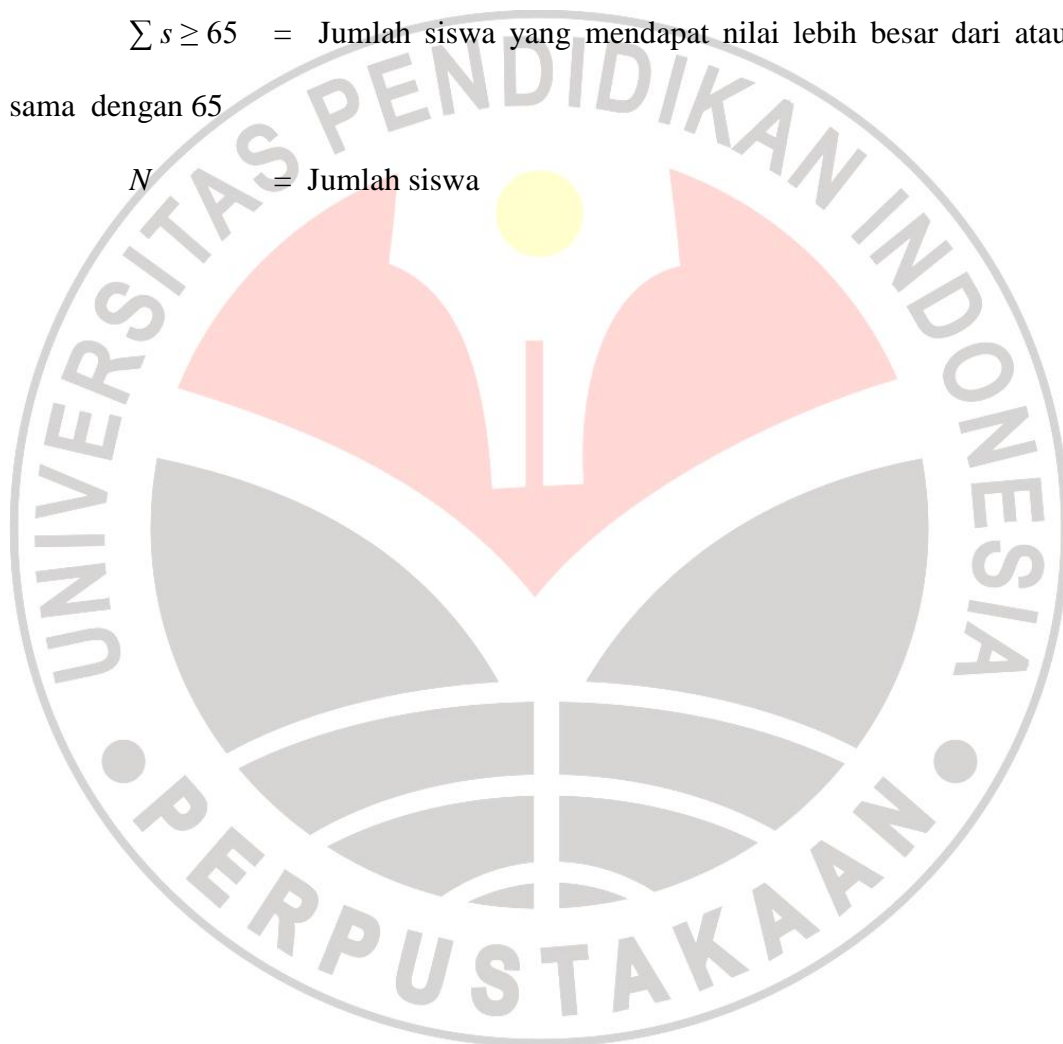 ∑ s ≥ 65 = Jumlah siswa yang mendapat nilai lebih besar dari atau
sama dengan 65
N = Jumlah siswa
UNIVERSITAS PENDIDIKAN INDONESIA
PERPUSTAKAAN